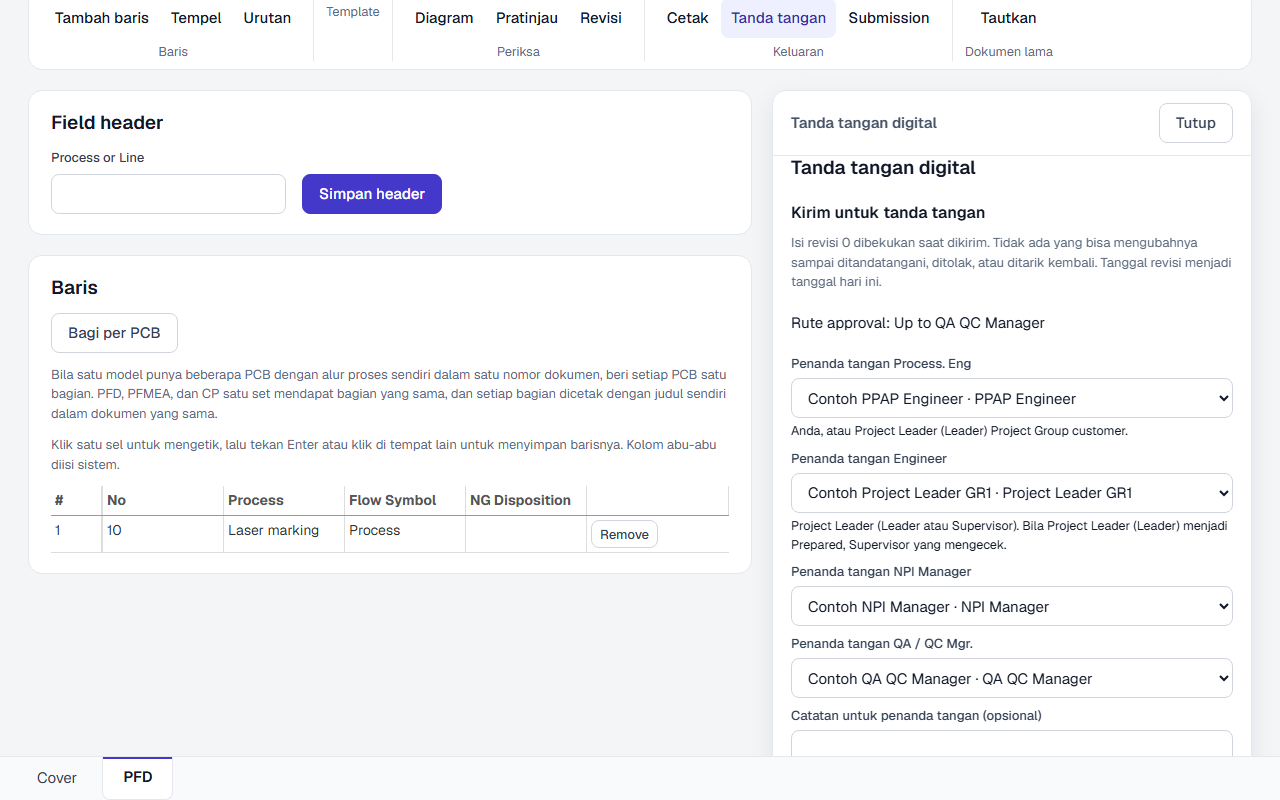 Tambah baris Tempel Urutan
Baris
Template
Diagram Pratinjau Revisi
Periksa
Cetak Tanda tangan Submission
Keluaran
Tautkan
Dokumen lama
Field header
Process or Line
Simpan header
Baris
Bagi per PCB
Bila satu model punya beberapa PCB dengan alur proses sendiri dalam satu nomor dokumen, beri setiap PCB satu
bagian. PFD, PFMEA, dan CP satu set mendapat bagian yang sama, dan setiap bagian dicetak dengan judul sendiri
dalam dokumen yang sama.
Klik satu sel untuk mengetik, lalu tekan Enter atau klik di tempat lain untuk menyimpan barisnya. Kolom abu-abu
diisi sistem.
# No Process Flow Symbol NG Disposition
1 10 Laser marking Process Remove
Tanda tangan digital Tutup
Tanda tangan digital
Kirim untuk tanda tangan
Isi revisi 0 dibekukan saat dikirim. Tidak ada yang bisa mengubahnya
sampai ditandatangani, ditolak, atau ditarik kembali. Tanggal revisi menjadi
tanggal hari ini.
Rute approval: Up to QA QC Manager
Penanda tangan Process. Eng
Contoh PPAP Engineer · PPAP Engineer
Anda, atau Project Leader (Leader) Project Group customer.
Penanda tangan Engineer
Contoh Project Leader GR1 · Project Leader GR1
Project Leader (Leader atau Supervisor). Bila Project Leader (Leader) menjadi
Prepared, Supervisor yang mengecek.
Penanda tangan NPI Manager
Contoh NPI Manager · NPI Manager
Penanda tangan QA / QC Mgr.
Contoh QA QC Manager · QA QC Manager
Catatan untuk penanda tangan (opsional)
Cover PFD